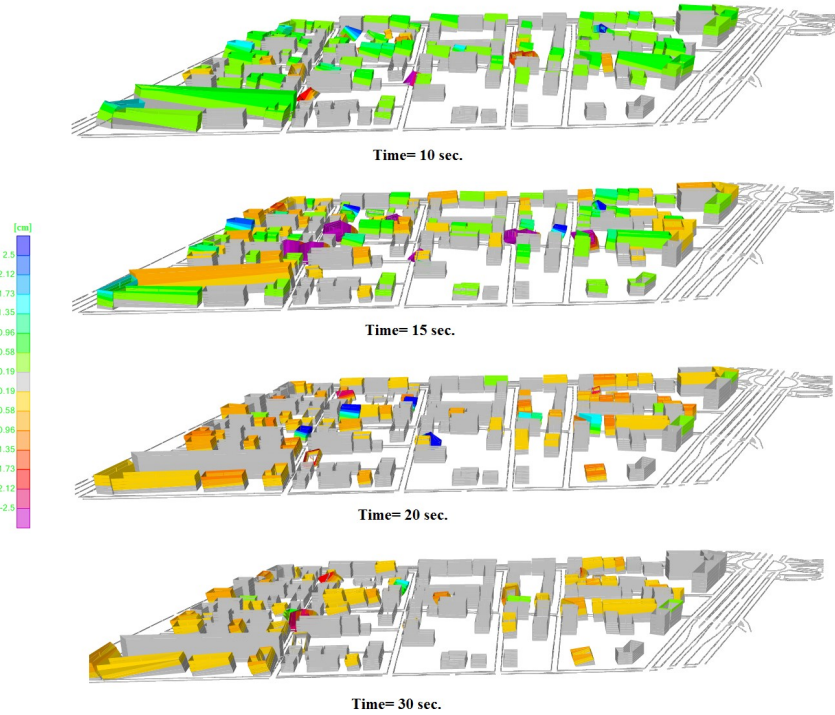 Time= 10 sec.
[cm]
2.5
2.12
1.73
1.35
0.96
0.58
0.19
0.19
0.58
0.96
1.35
1.73
2.12
-2.5
Time= 15 sec.
Time= 20 sec.
Time= 30 sec.